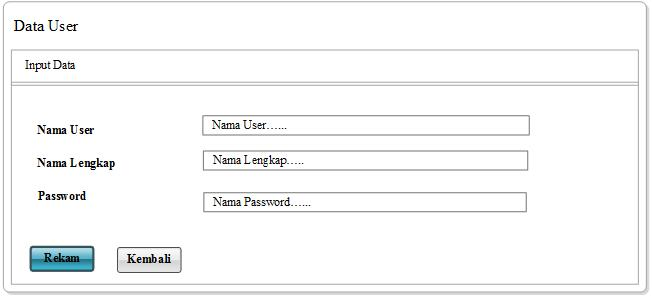 Data User
Input Data
Nama User Nama User…...
Nama Lengkap Nama Lengkap…..
Password Nama Password…...
Rekam Kembali